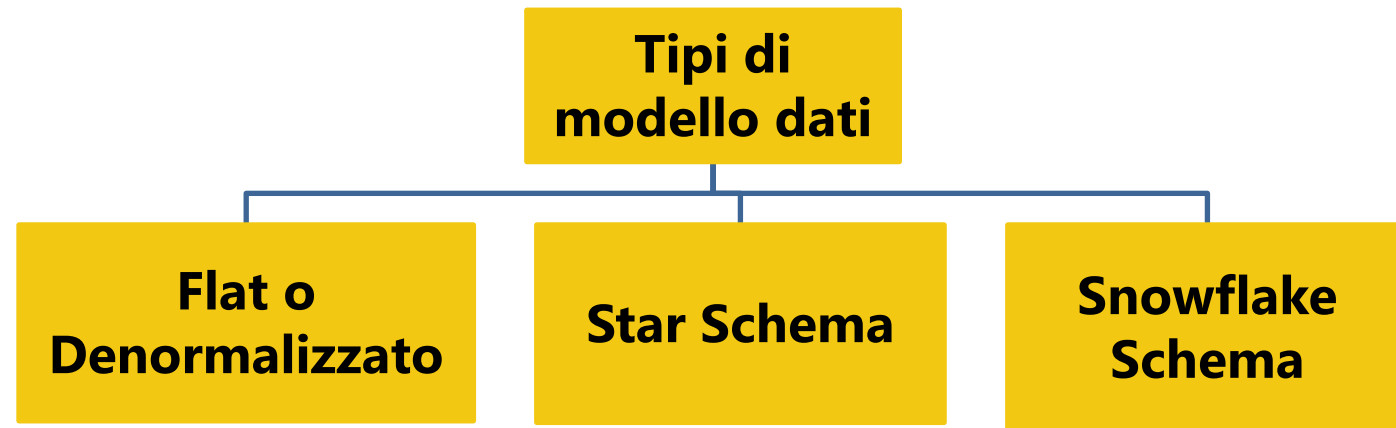 Tipi di
modello dati
Flat o
Denormalizzato
Star Schema
Snowflake
Schema